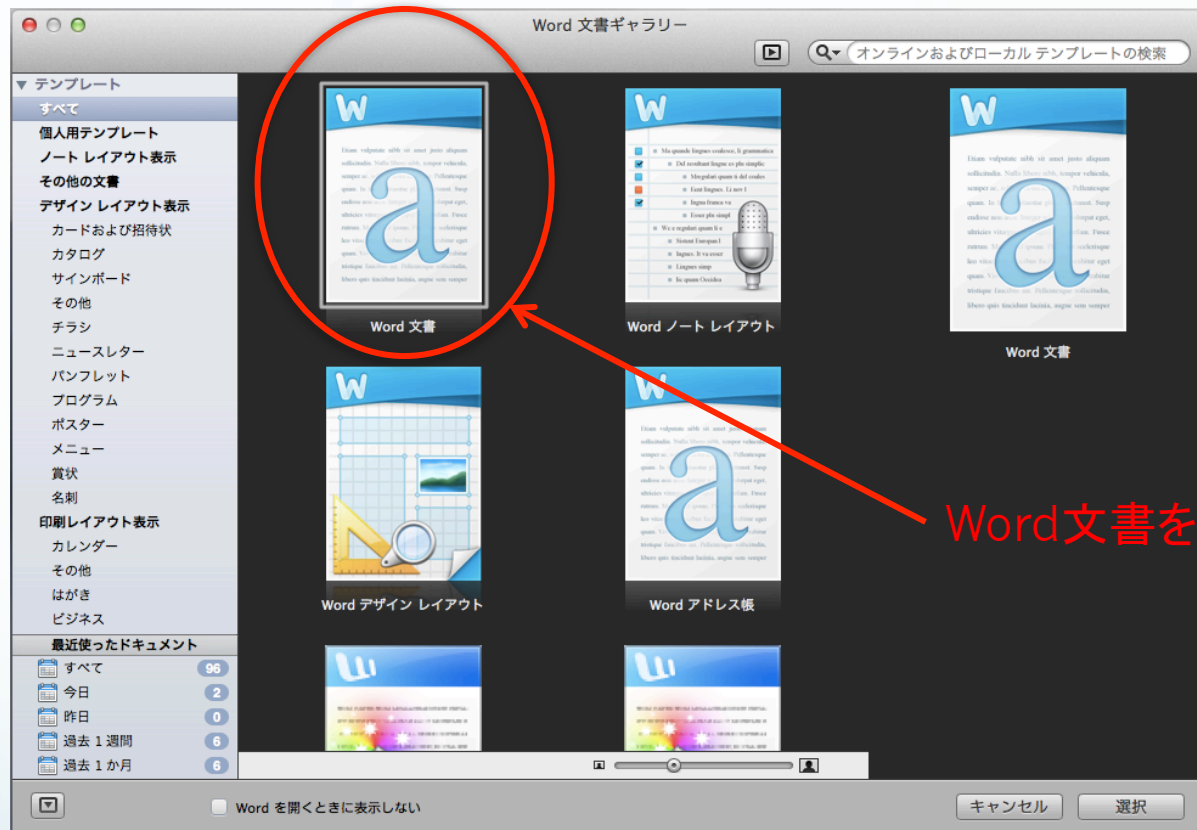 Word 文書ギャラリー
オンラインおよびローカル テンプレートの検索
テンプレート
すべて
個人用テンプレート
ノート レイアウト表示
その他の文書
デザイン レイアウト表示
カードおよび招待状
カタログ
サインボード
その他
チラシ
ニュースレター
パンフレット
プログラム
ポスター
メニュー
賞状
名刺
印刷レイアウト表示
カレンダー
その他
はがき
ビジネス
最近使ったドキュメント
すべて 96
今日 2
昨日 0
過去 1 週間 6
過去 1 か月 6
Word 文書
Word ノート レイアウト
Word 文書
Word デザイン レイアウト
Word アドレス帳
Word文書を
Word を開くときに表示しない
キャンセル
選択